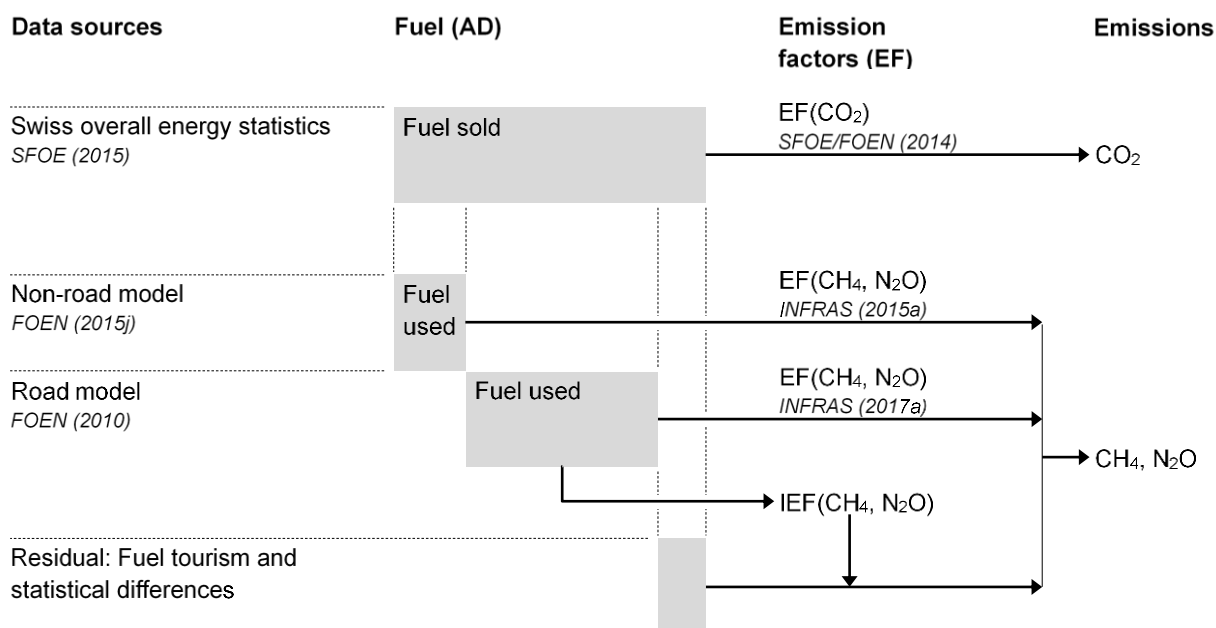 Data sources
Fuel (AD)
Emission
factors (EF)
Emissions
Swiss overall energy statistics
SFOE (2015)
Fuel sold
EF(CO₂)
SFOE/FOEN (2014)
CO₂
Non-road model
FOEN (2015j)
Fuel
used
EF(CH₄, N₂O)
INFRAS (2015a)
Road model
FOEN (2010)
Fuel used
EF(CH₄, N₂O)
INFRAS (2017a)
CH₄, N₂O
IEF(CH₄, N₂O)
Residual: Fuel tourism and
statistical differences